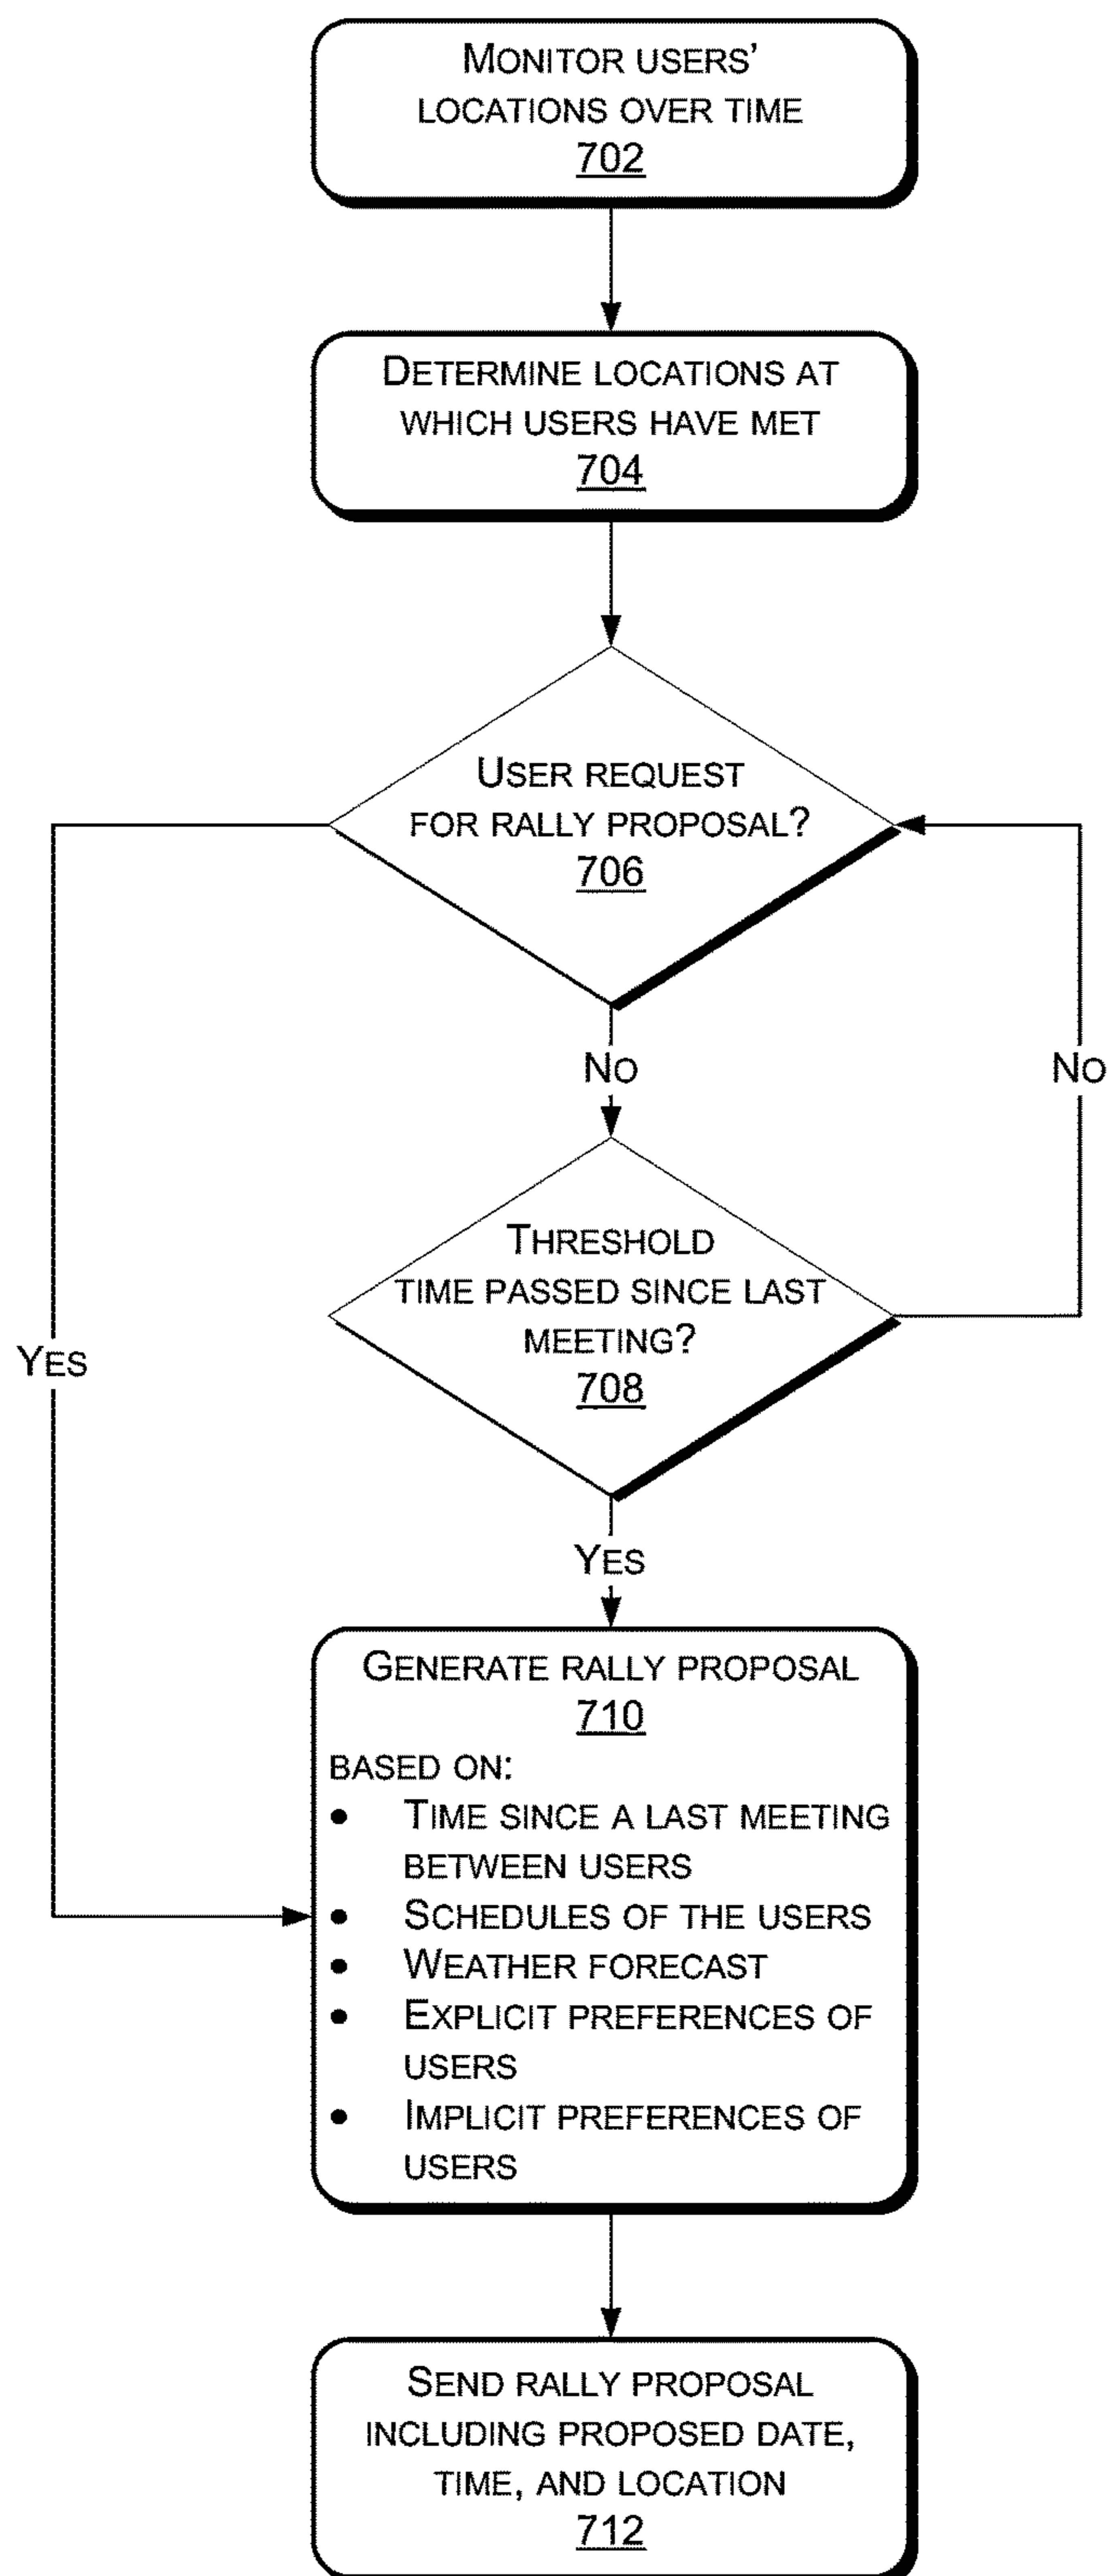 MONITOR USERS'
LOCATIONS OVER TIME
702
DETERMINE LOCATIONS AT
WHICH USERS HAVE MET
704
USER REQUEST
FOR RALLY PROPOSAL?
706
NO
NO
THRESHOLD
TIME PASSED SINCE LAST
MEETING?
708
YES
YES
GENERATE RALLY PROPOSAL
710
BASED ON:
• TIME SINCE A LAST MEETING
BETWEEN USERS
• SCHEDULES OF THE USERS
• WEATHER FORECAST
• EXPLICIT PREFERENCES OF
USERS
• IMPLICIT PREFERENCES OF
USERS
SEND RALLY PROPOSAL
INCLUDING PROPOSED DATE,
TIME, AND LOCATION
712